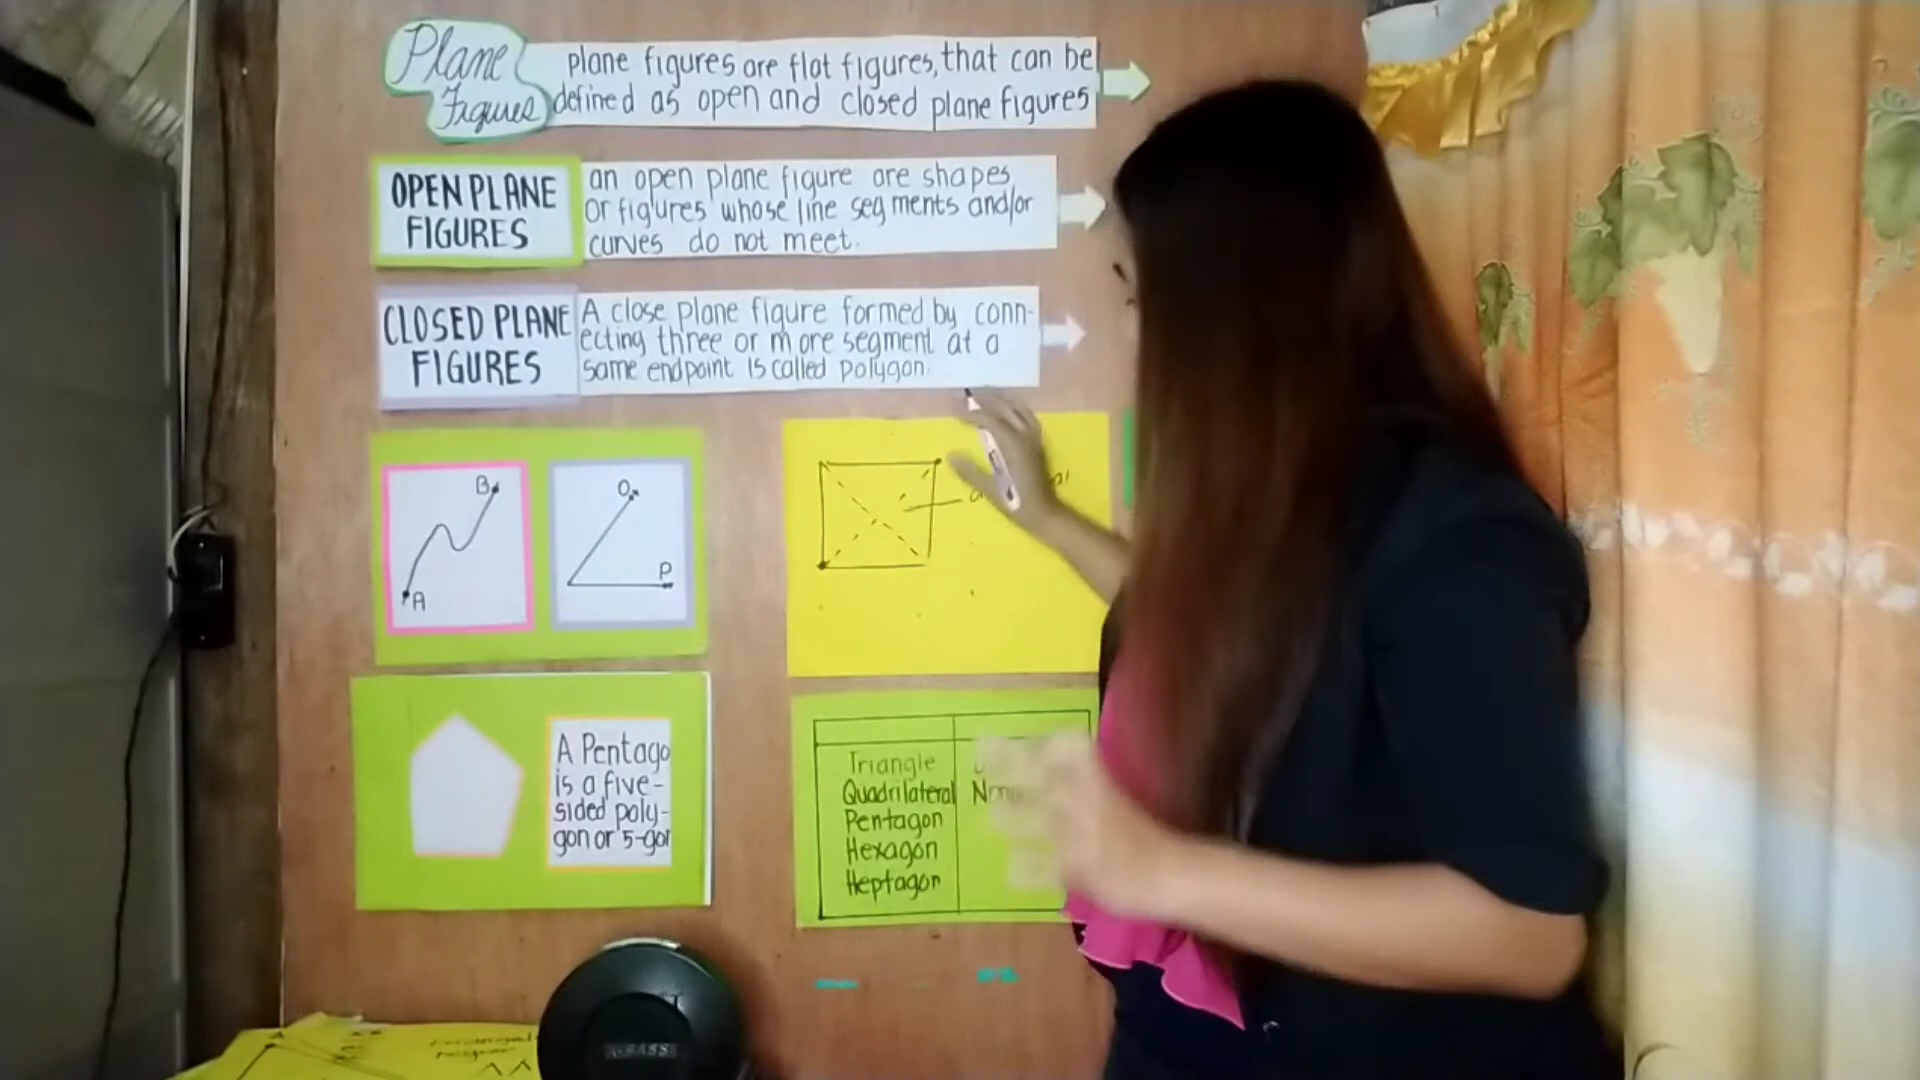 Plane
Figures
plane figures are flat figures, that can be
defined as open and closed plane figures
OPEN PLANE
FIGURES
an open plane figure are shapes
or figures whose line segments and/or
curves do not meet.
CLOSED PLANE
FIGURES
A close plane figure formed by conn-
ecting three or more segment at a
same endpoint is called polygon.
B
A
O
P
A Pentago
is a five-
sided poly-
gon or 5-gon
Triangle
Quadrilateral
Pentagon
Hexagon
Heptagon